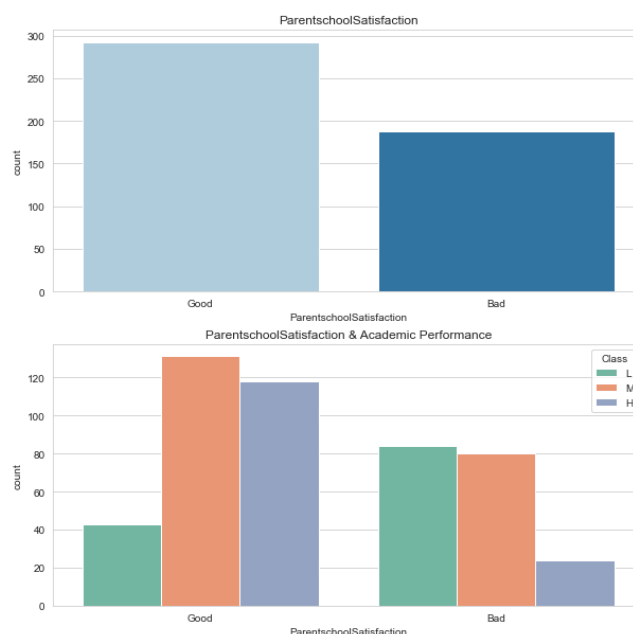 ParentschoolSatisfaction
300
250
200
150
100
50
0
count
Good Bad
ParentschoolSatisfaction
ParentschoolSatisfaction & Academic Performance
Class
L
M
H
120
100
80
60
40
20
0
count
Good Bad
ParentschoolSatisfaction